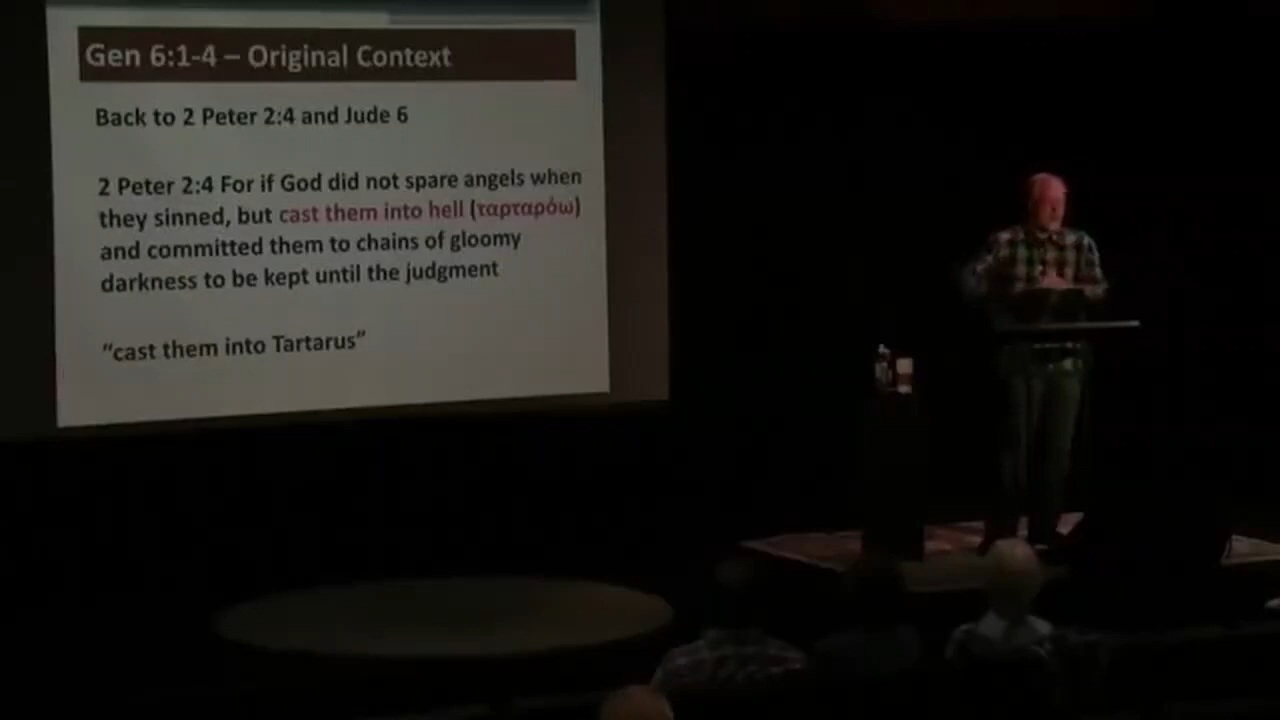 Gen 6:1-4 – Original Context
Back to 2 Peter 2:4 and Jude 6
2 Peter 2:4 For if God did not spare angels when
they sinned, but cast them into hell (ταρταρόω)
and committed them to chains of gloomy
darkness to be kept until the judgment
“cast them into Tartarus”